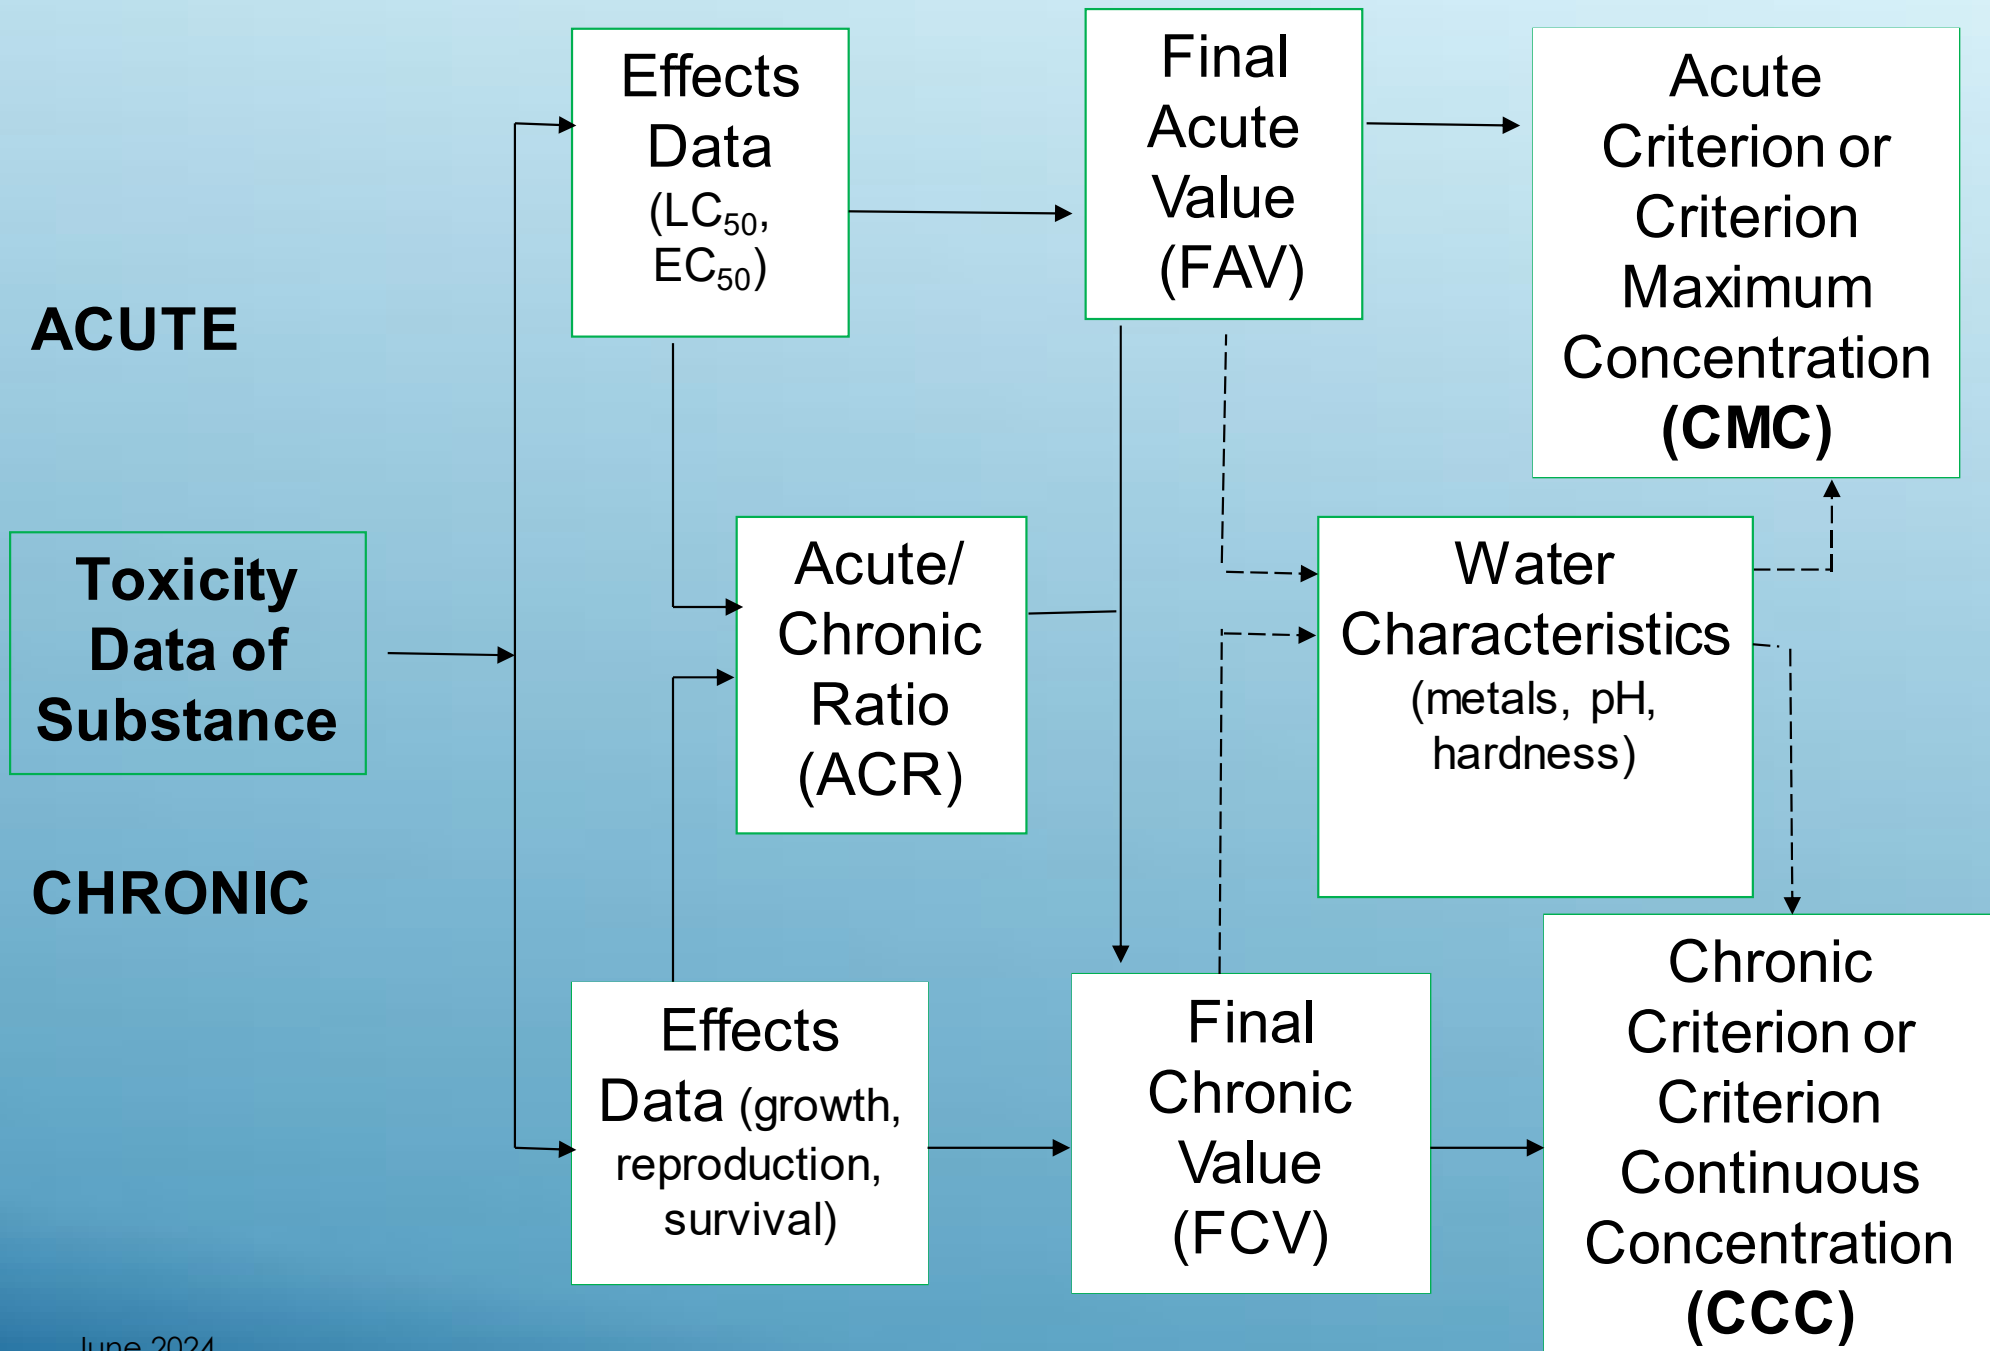 Effects
Data
(LC50,
EC50)
Final
Acute
Value
(FAV)
Acute
Criterion or
Criterion
Maximum
Concentration
(CMC)
ACUTE
Toxicity
Data of
Substance
Acute/
Chronic
Ratio
(ACR)
Water
Characteristics
(metals, pH,
hardness)
CHRONIC
Effects
Data (growth,
reproduction,
survival)
Final
Chronic
Value
(FCV)
Chronic
Criterion or
Criterion
Continuous
Concentration
(CCC)
June 2024